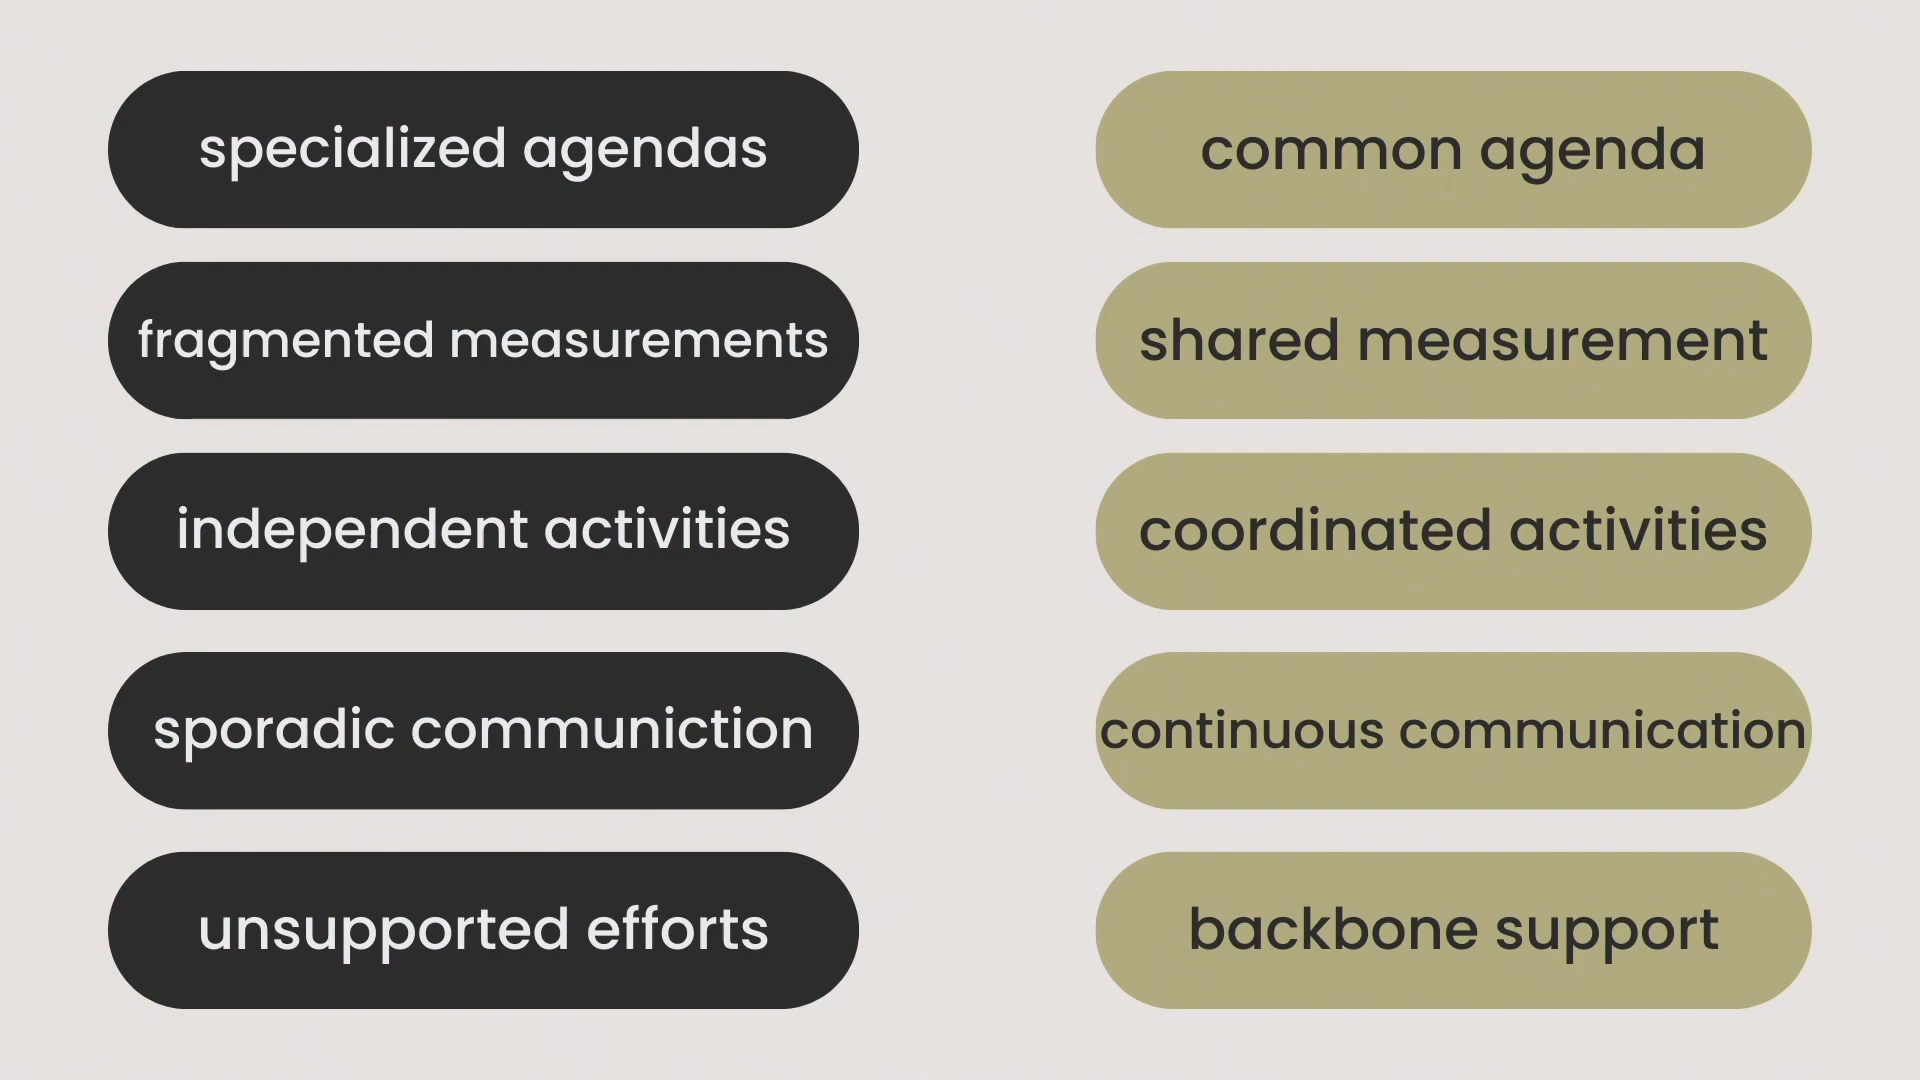 specialized agendas
common agenda
fragmented measurements
shared measurement
independent activities
coordinated activities
sporadic communiction
continuous communication
unsupported efforts
backbone support